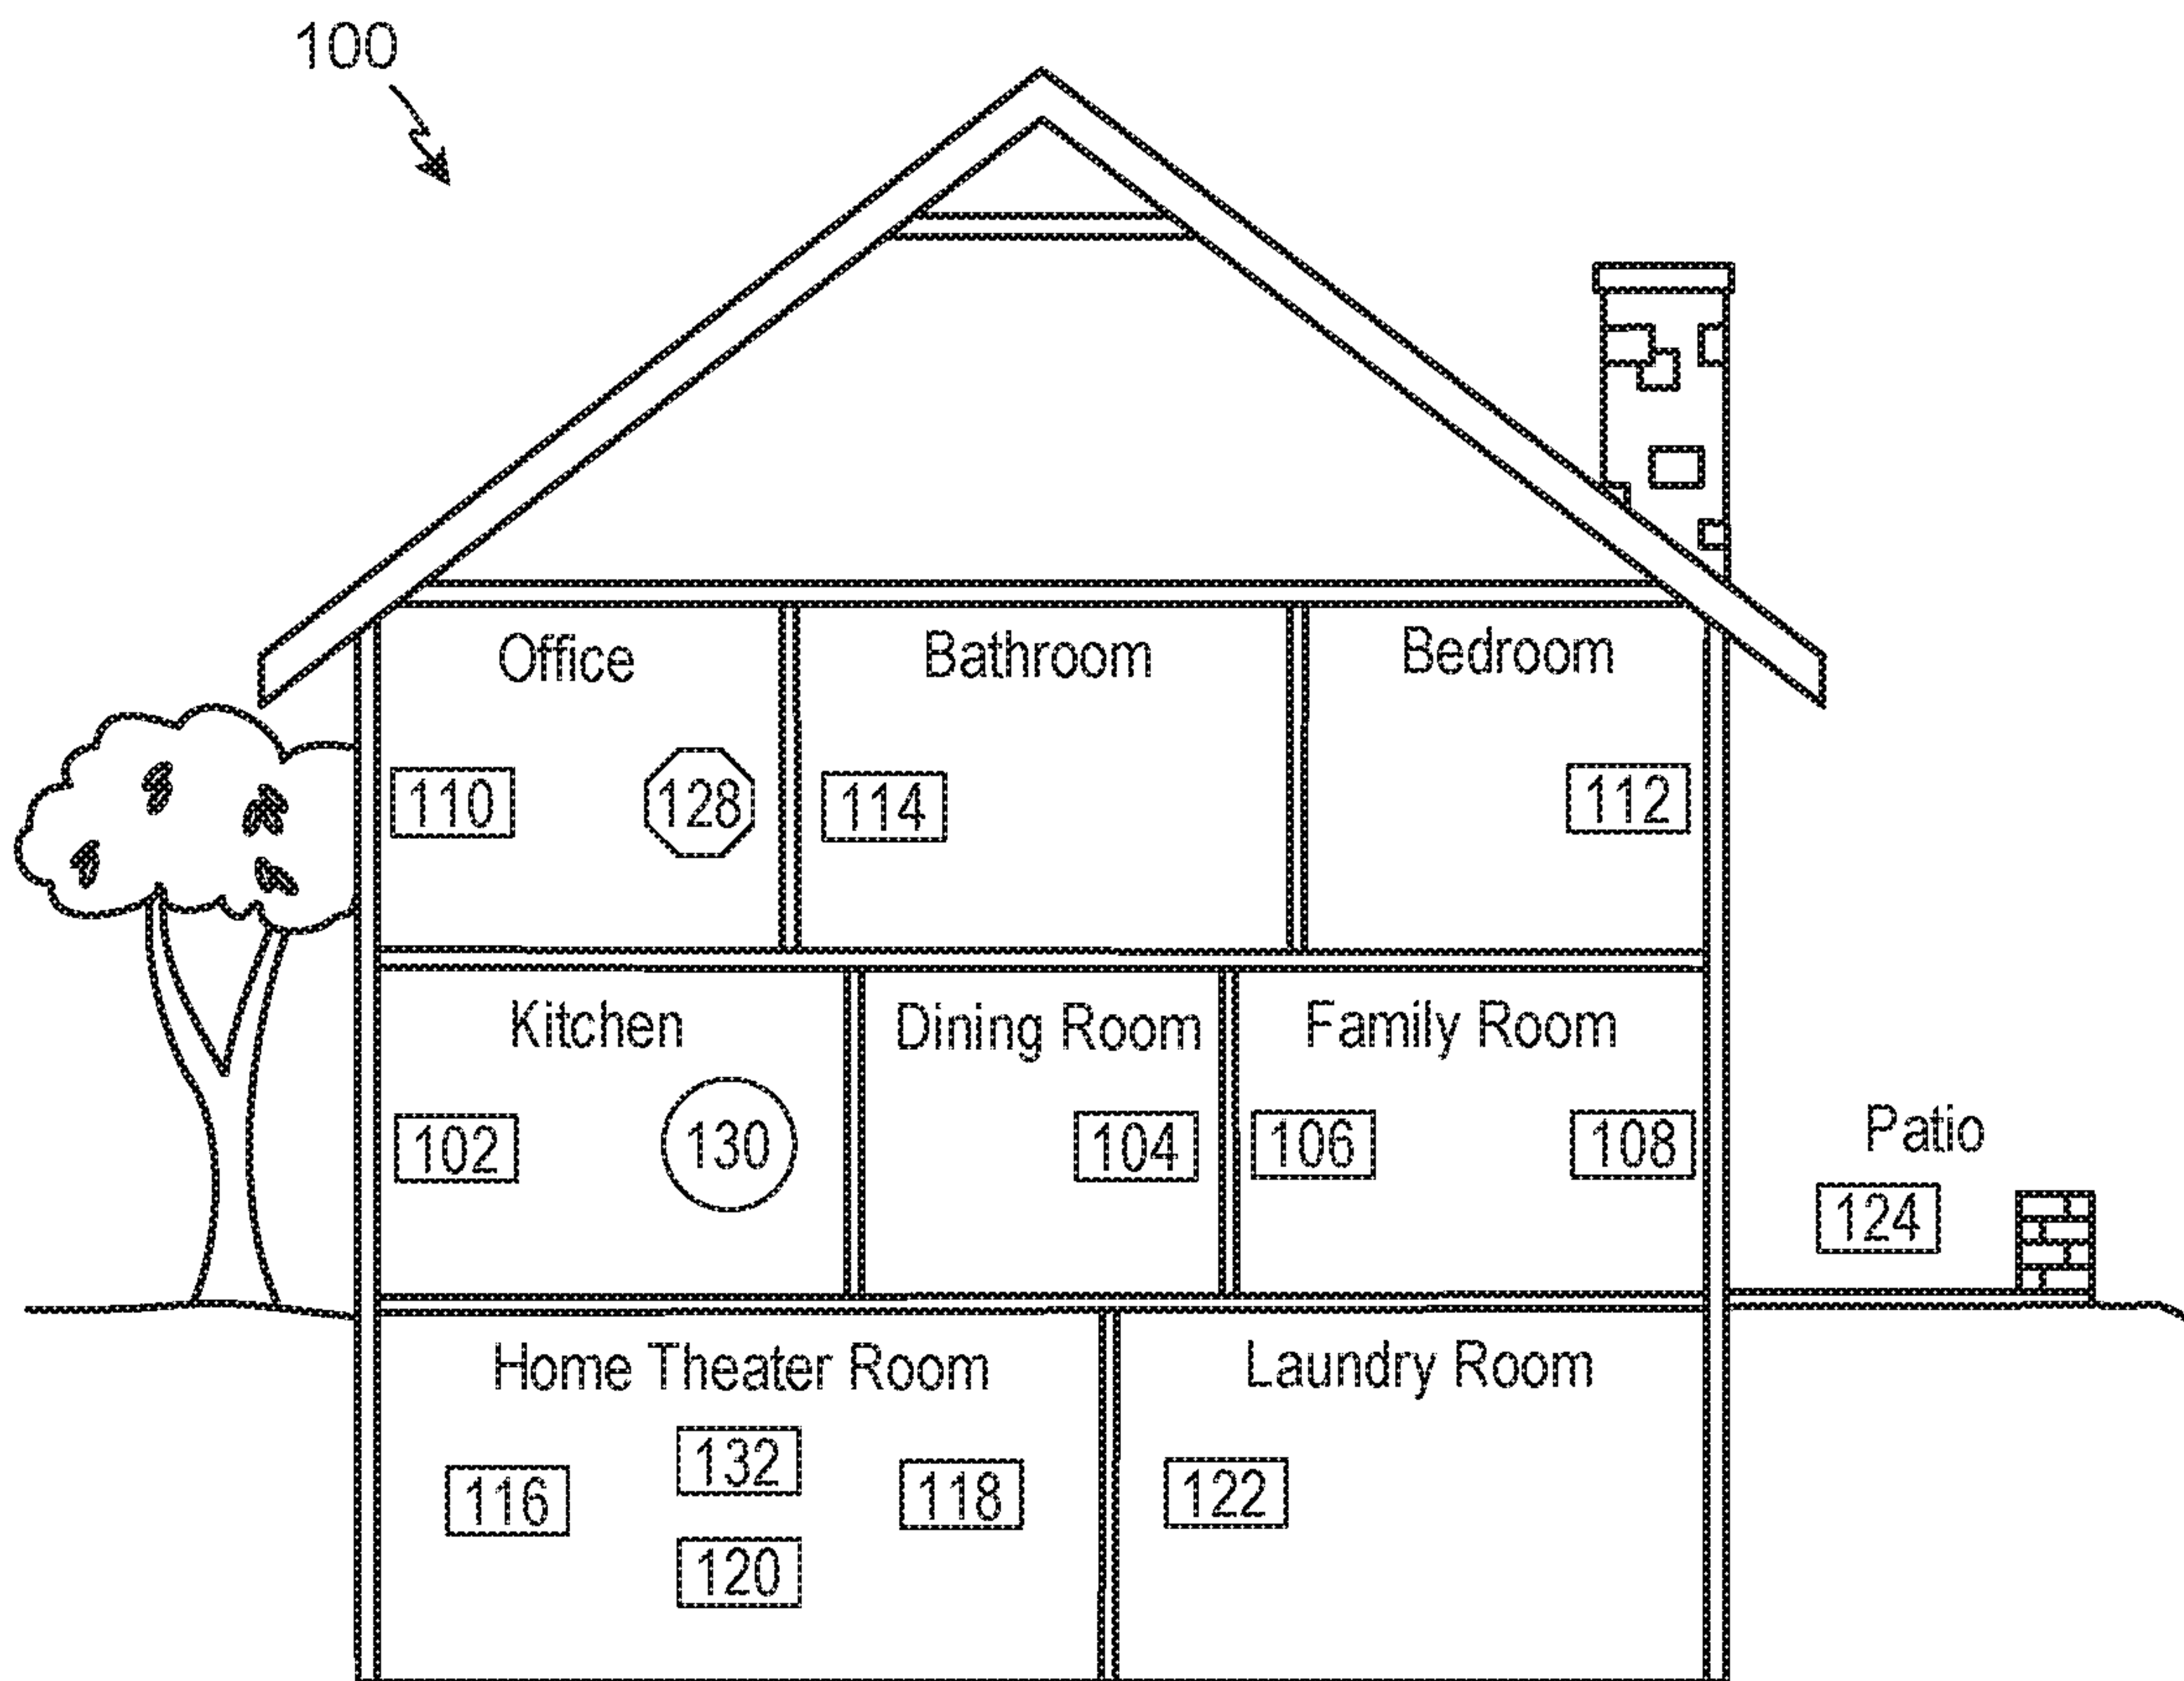 100
Office
Bathroom
Bedroom
110
128
114
112
Kitchen
Dining Room
Family Room
102
130
104
106
108
Patio
124
Home Theater Room
Laundry Room
116
132
118
120
122